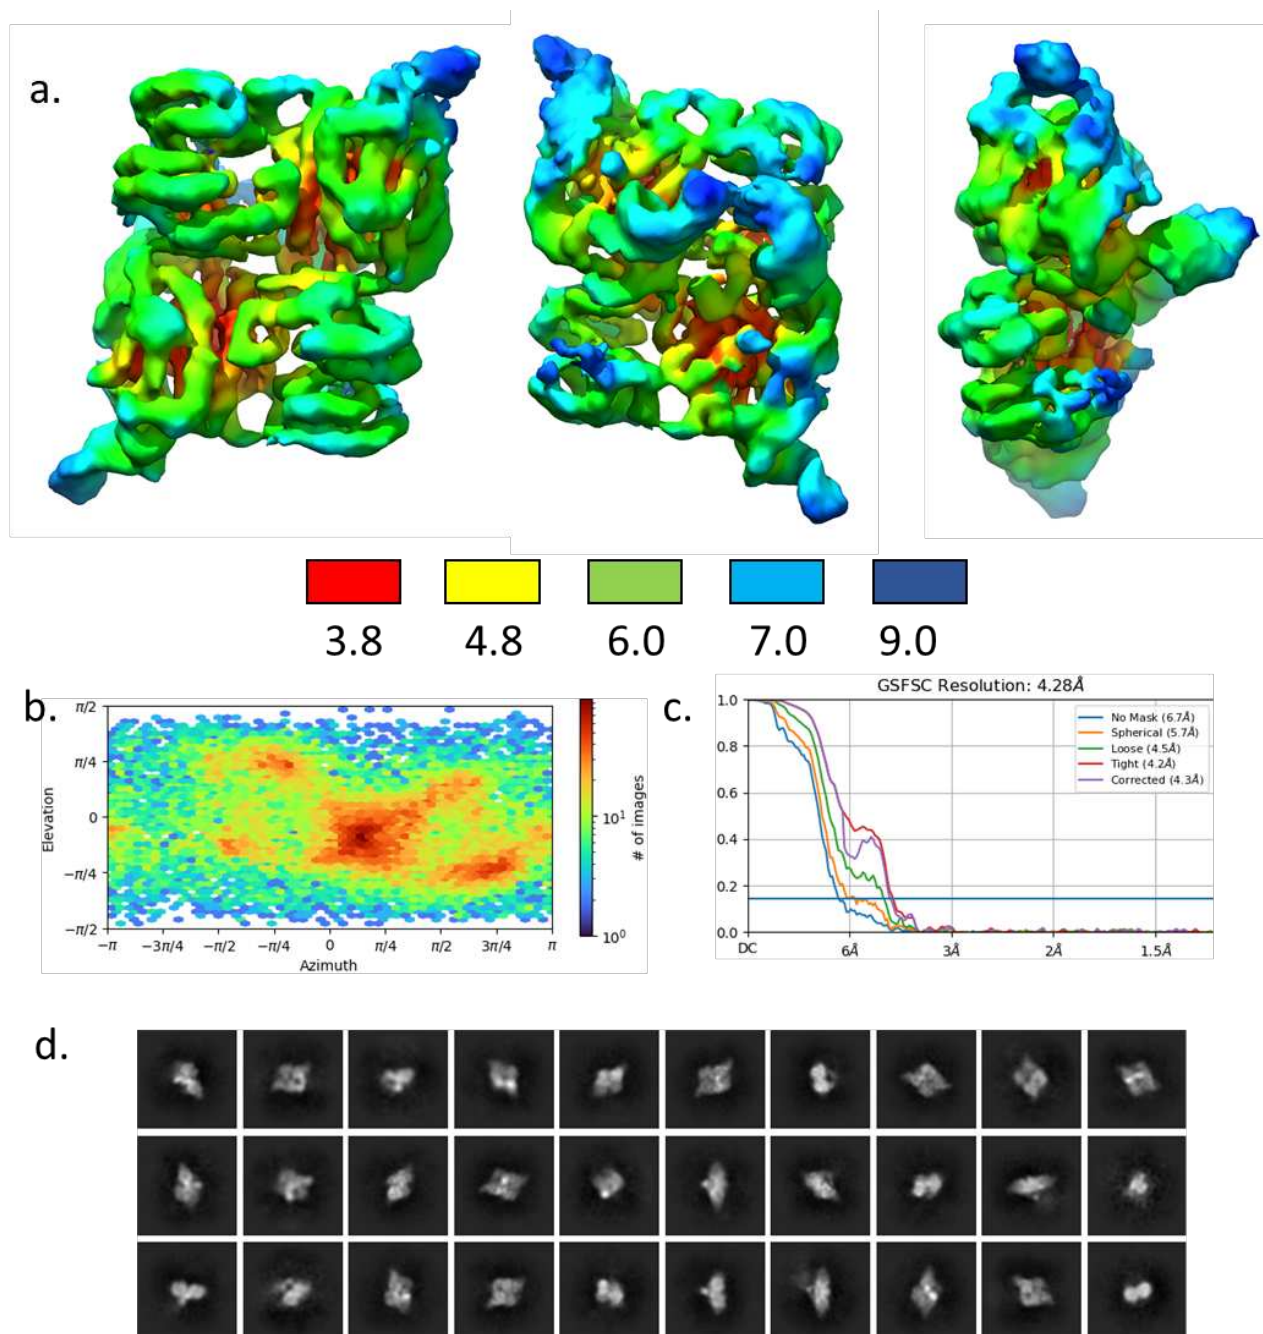 a.
3.8 4.8 6.0 7.0 9.0
b.
π/2
π/4
0
−π/4
−π/2
Elevation
−π −3π/4 −π/2 −π/4 0 π/4 π/2 3π/4 π
Azimuth
10¹
10⁰
# of images
c.
GSFSC Resolution: 4.28Å
1.0
0.8
0.6
0.4
0.2
0.0
No Mask (6.7Å)
Spherical (5.7Å)
Loose (4.5Å)
Tight (4.2Å)
Corrected (4.3Å)
DC 6Å 3Å 2Å 1.5Å
d.